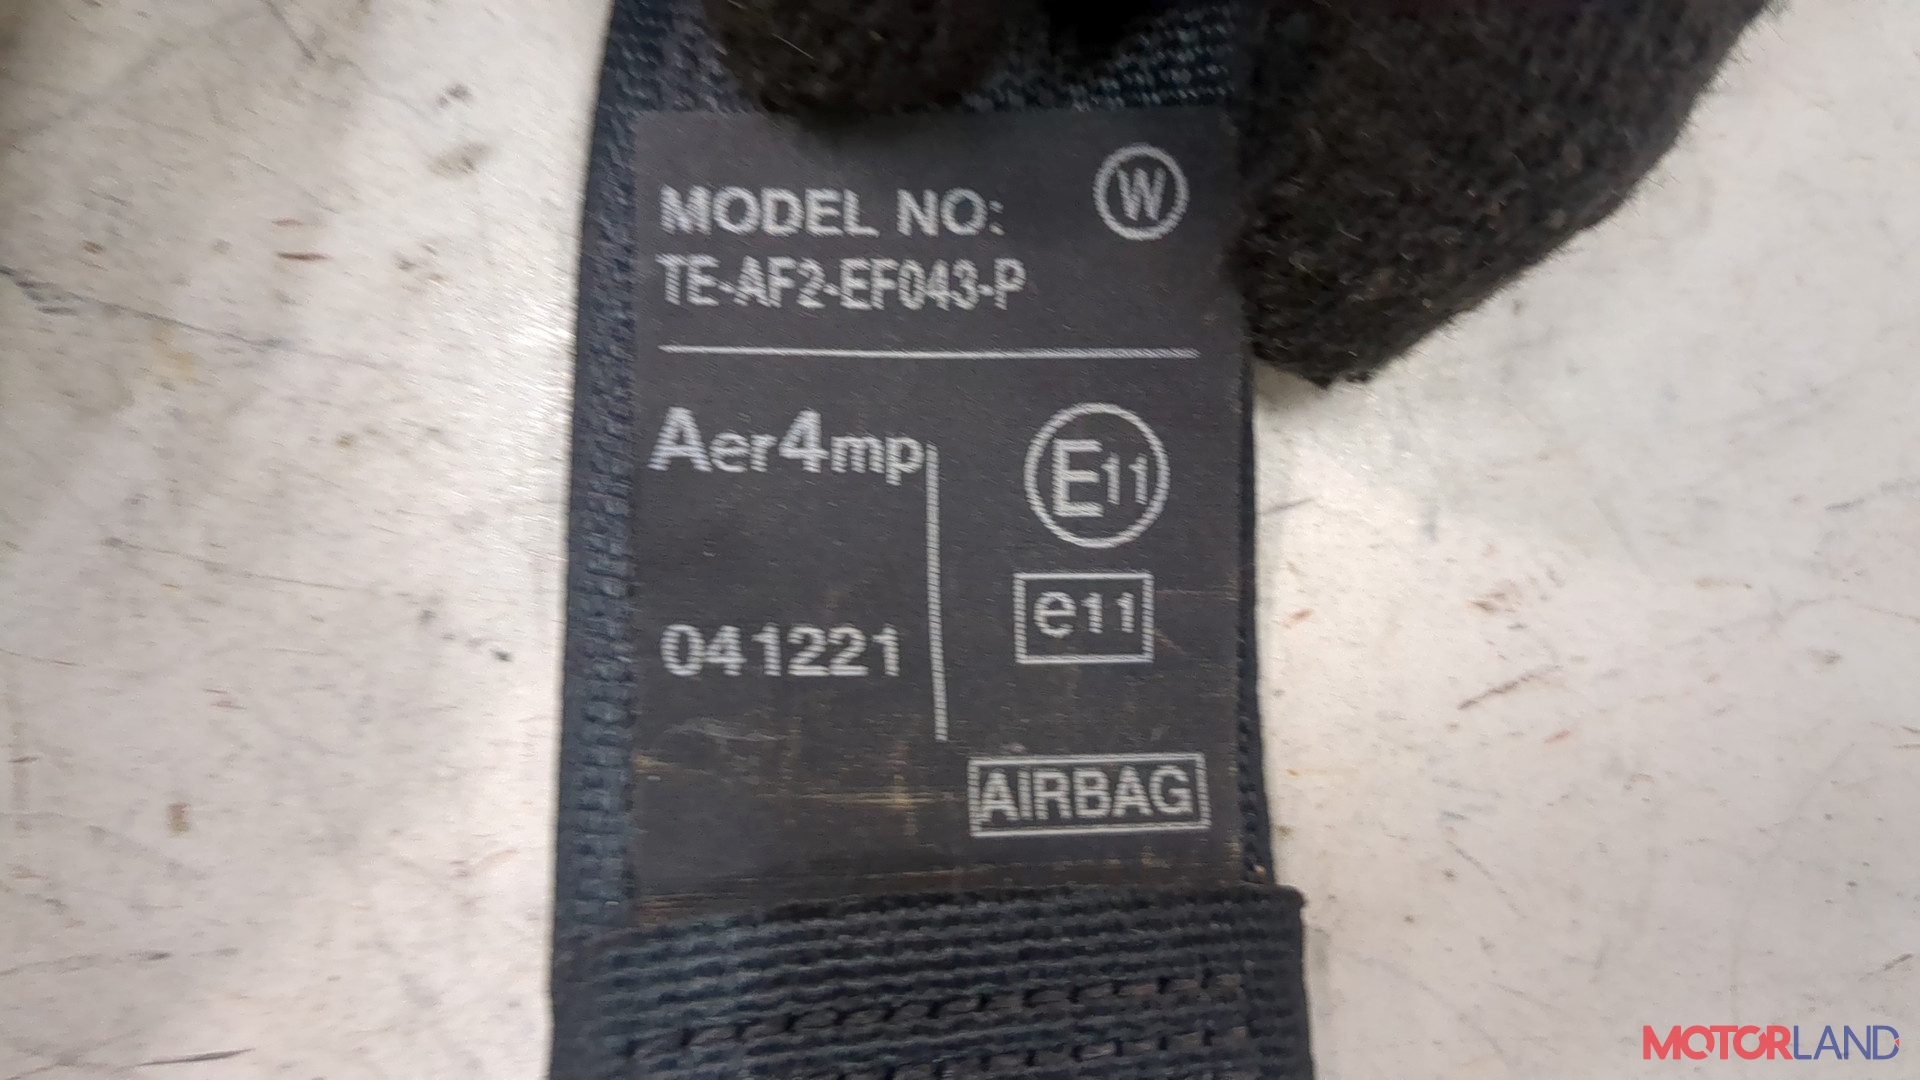 MODEL NO:
W
TE-AF2-EF043-P
Aer4mp
E11
e11
041221
AIRBAG
MOTORLAND